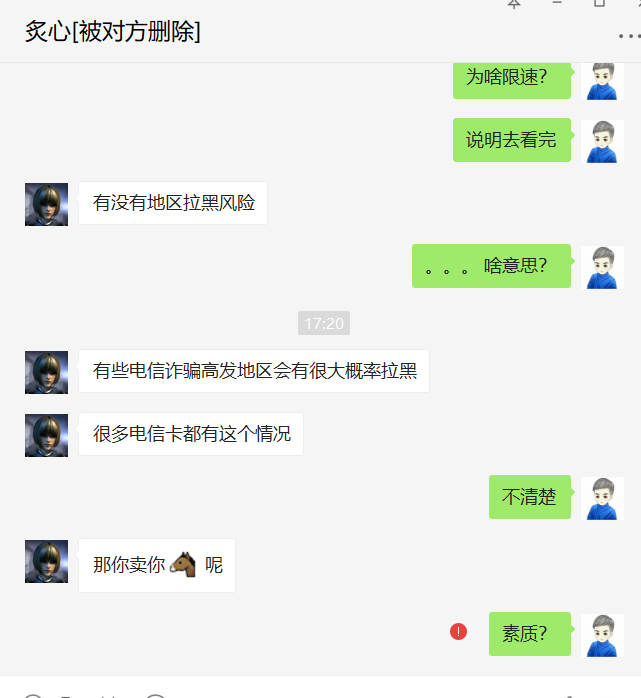 炙心[被对方删除]
为啥限速？
说明去看完
有没有地区拉黑风险
。。。 啥意思？
17:20
有些电信诈骗高发地区会有很大概率拉黑
很多电信卡都有这个情况
不清楚
那你卖你🐴呢
素质？